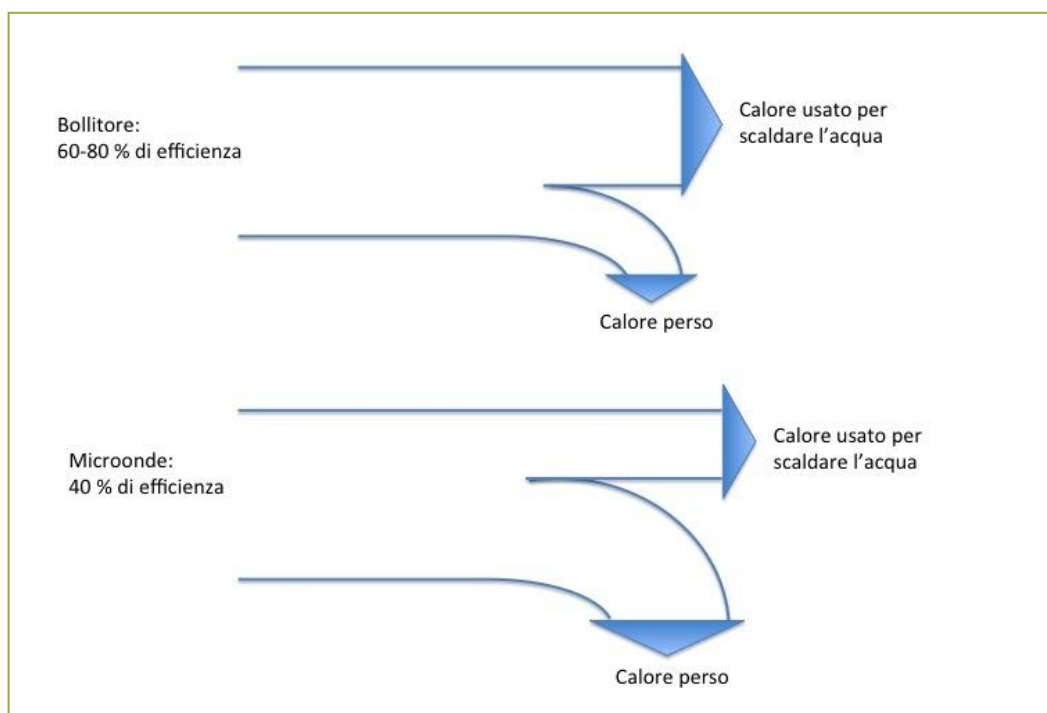 Bollitore:
60-80 % di efficienza
Calore usato per
scaldare l’acqua
Calore perso
Microonde:
40 % di efficienza
Calore usato per
scaldare l’acqua
Calore perso